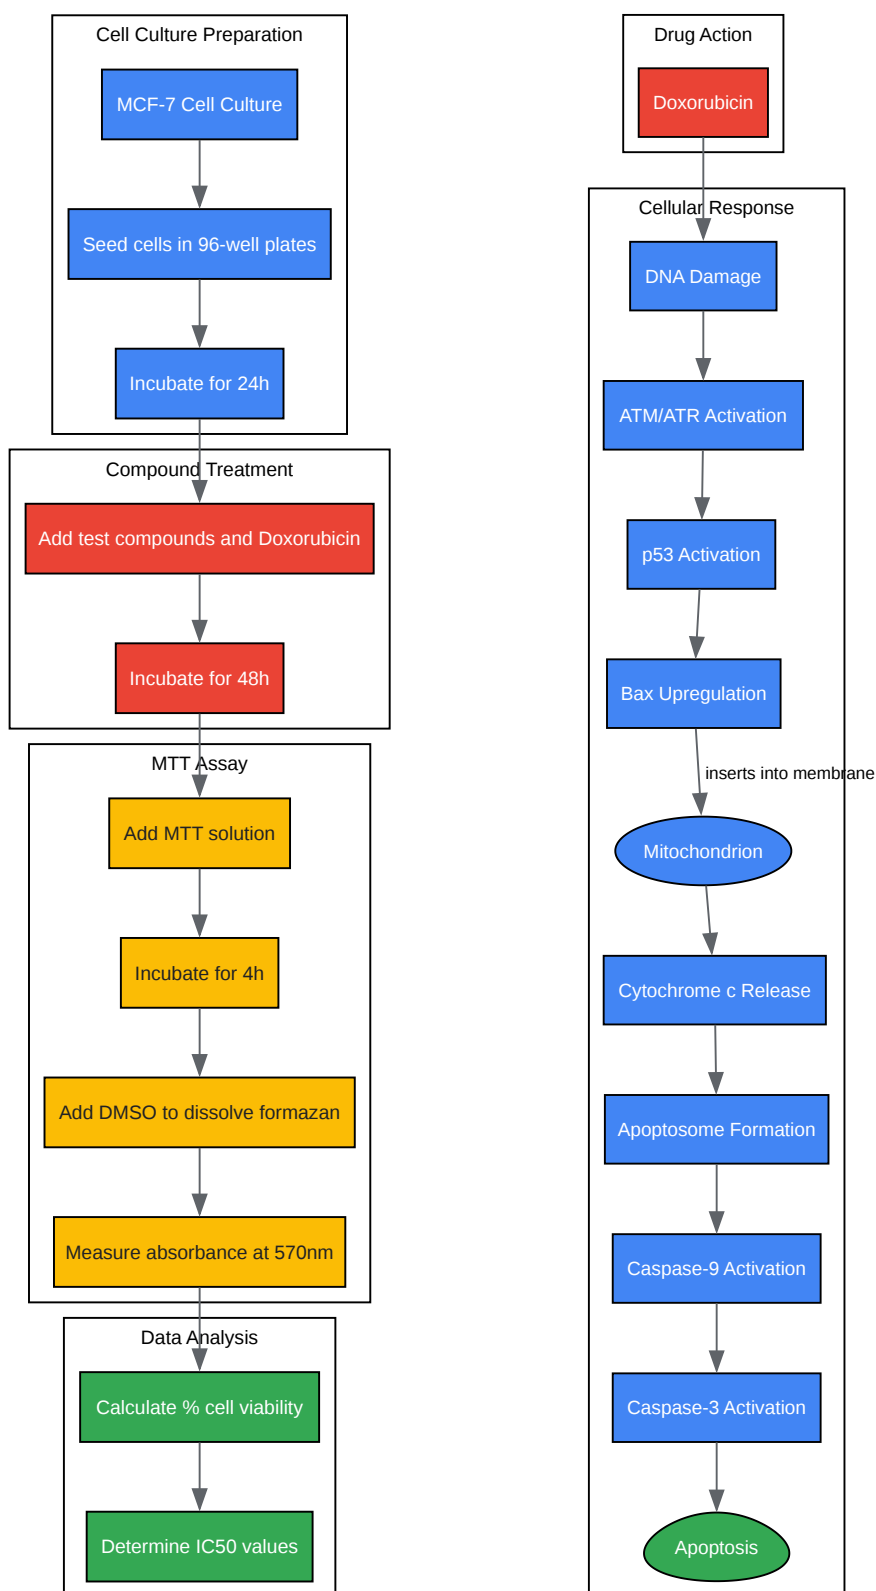 Cell Culture Preparation
MCF-7 Cell Culture
Seed cells in 96-well plates
Incubate for 24h
Compound Treatment
Add test compounds and Doxorubicin
Incubate for 48h
MTT Assay
Add MTT solution
Incubate for 4h
Add DMSO to dissolve formazan
Measure absorbance at 570nm
Data Analysis
Calculate % cell viability
Determine IC50 values
Drug Action
Doxorubicin
Cellular Response
DNA Damage
ATM/ATR Activation
p53 Activation
Bax Upregulation
inserts into membrane
Mitochondrion
Cytochrome c Release
Apoptosome Formation
Caspase-9 Activation
Caspase-3 Activation
Apoptosis